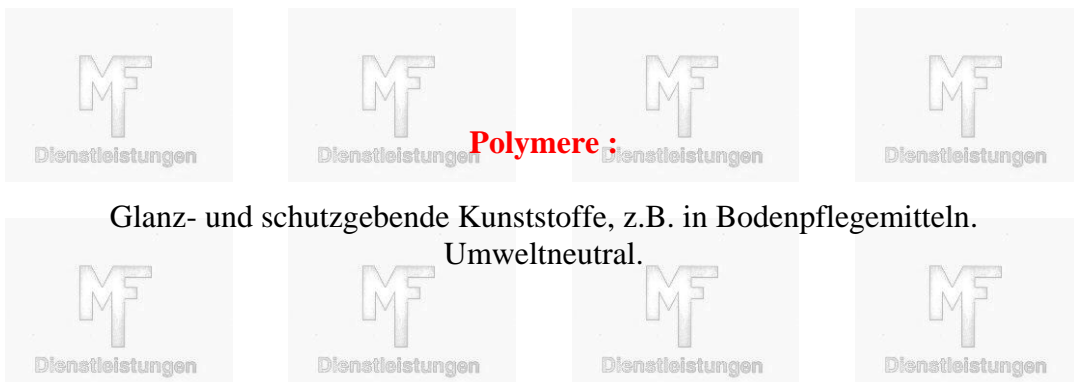 MF MF MF MF
Dienstleistungen Dienstleistungen Dienstleistungen Dienstleistungen
Polymere :
Glanz- und schutzgebende Kunststoffe, z.B. in Bodenpflegemitteln.
Umweltneutral.
MF MF MF MF
Dienstleistungen Dienstleistungen Dienstleistungen Dienstleistungen